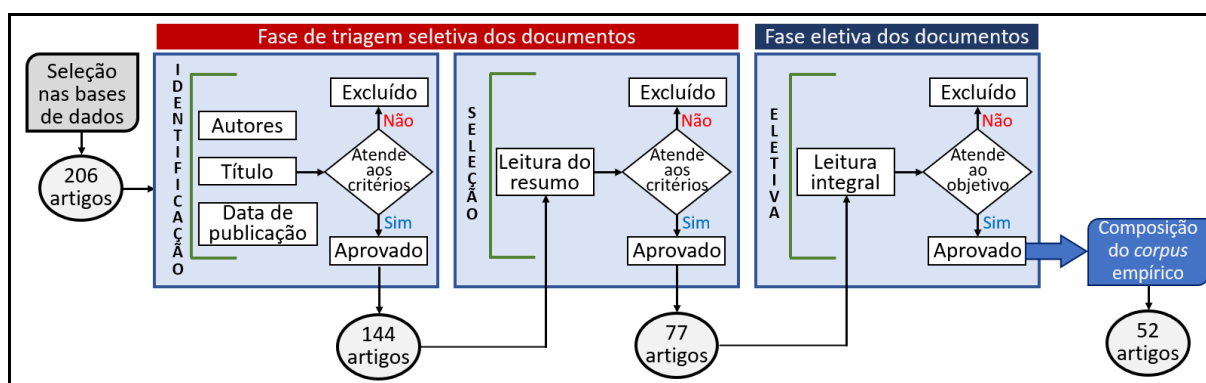 Fase de triagem seletiva dos documentos
Fase eletiva dos documentos
Seleção
nas bases
de dados
206
artigos
IDENTIFICAÇÃO
Autores
Título
Data de
publicação
Excluído
Não
Atende
aos
critérios
Sim
Aprovado
144
artigos
SELEÇÃO
Leitura do
resumo
Excluído
Não
Atende
aos
critérios
Sim
Aprovado
77
artigos
ELETIVA
Leitura
integral
Excluído
Não
Atende
ao
objetivo
Sim
Aprovado
Composição
do corpus
empírico
52
artigos